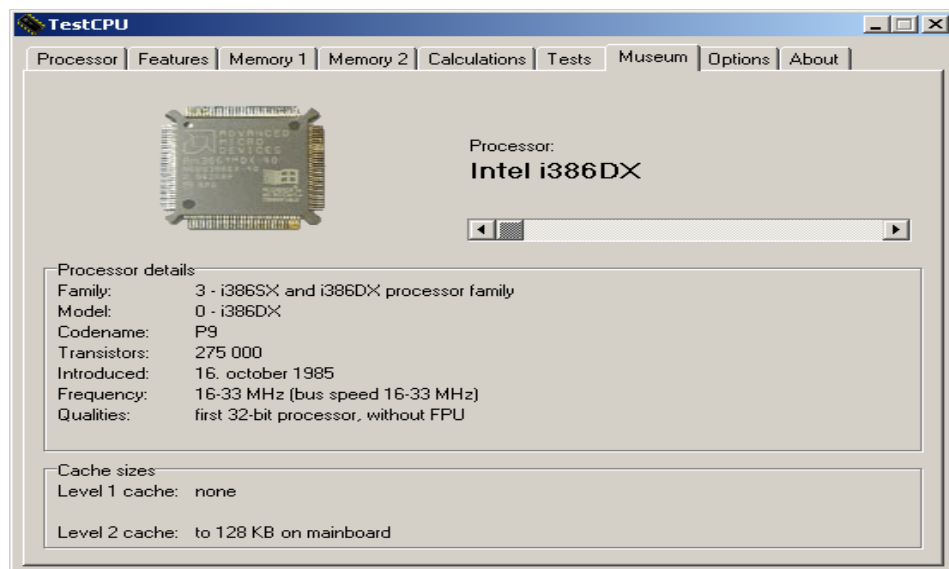 TestCPU
Processor Features Memory 1 Memory 2 Calculations Tests Museum Options About
ADVANCED
MICRO
DEVICES
Processor:
Intel i386DX
Processor details
Family: 3 - i386SX and i386DX processor family
Model: 0 - i386DX
Codename: P9
Transistors: 275 000
Introduced: 16. october 1985
Frequency: 16-33 MHz (bus speed 16-33 MHz)
Qualities: first 32-bit processor, without FPU
Cache sizes
Level 1 cache: none
Level 2 cache: to 128 KB on mainboard